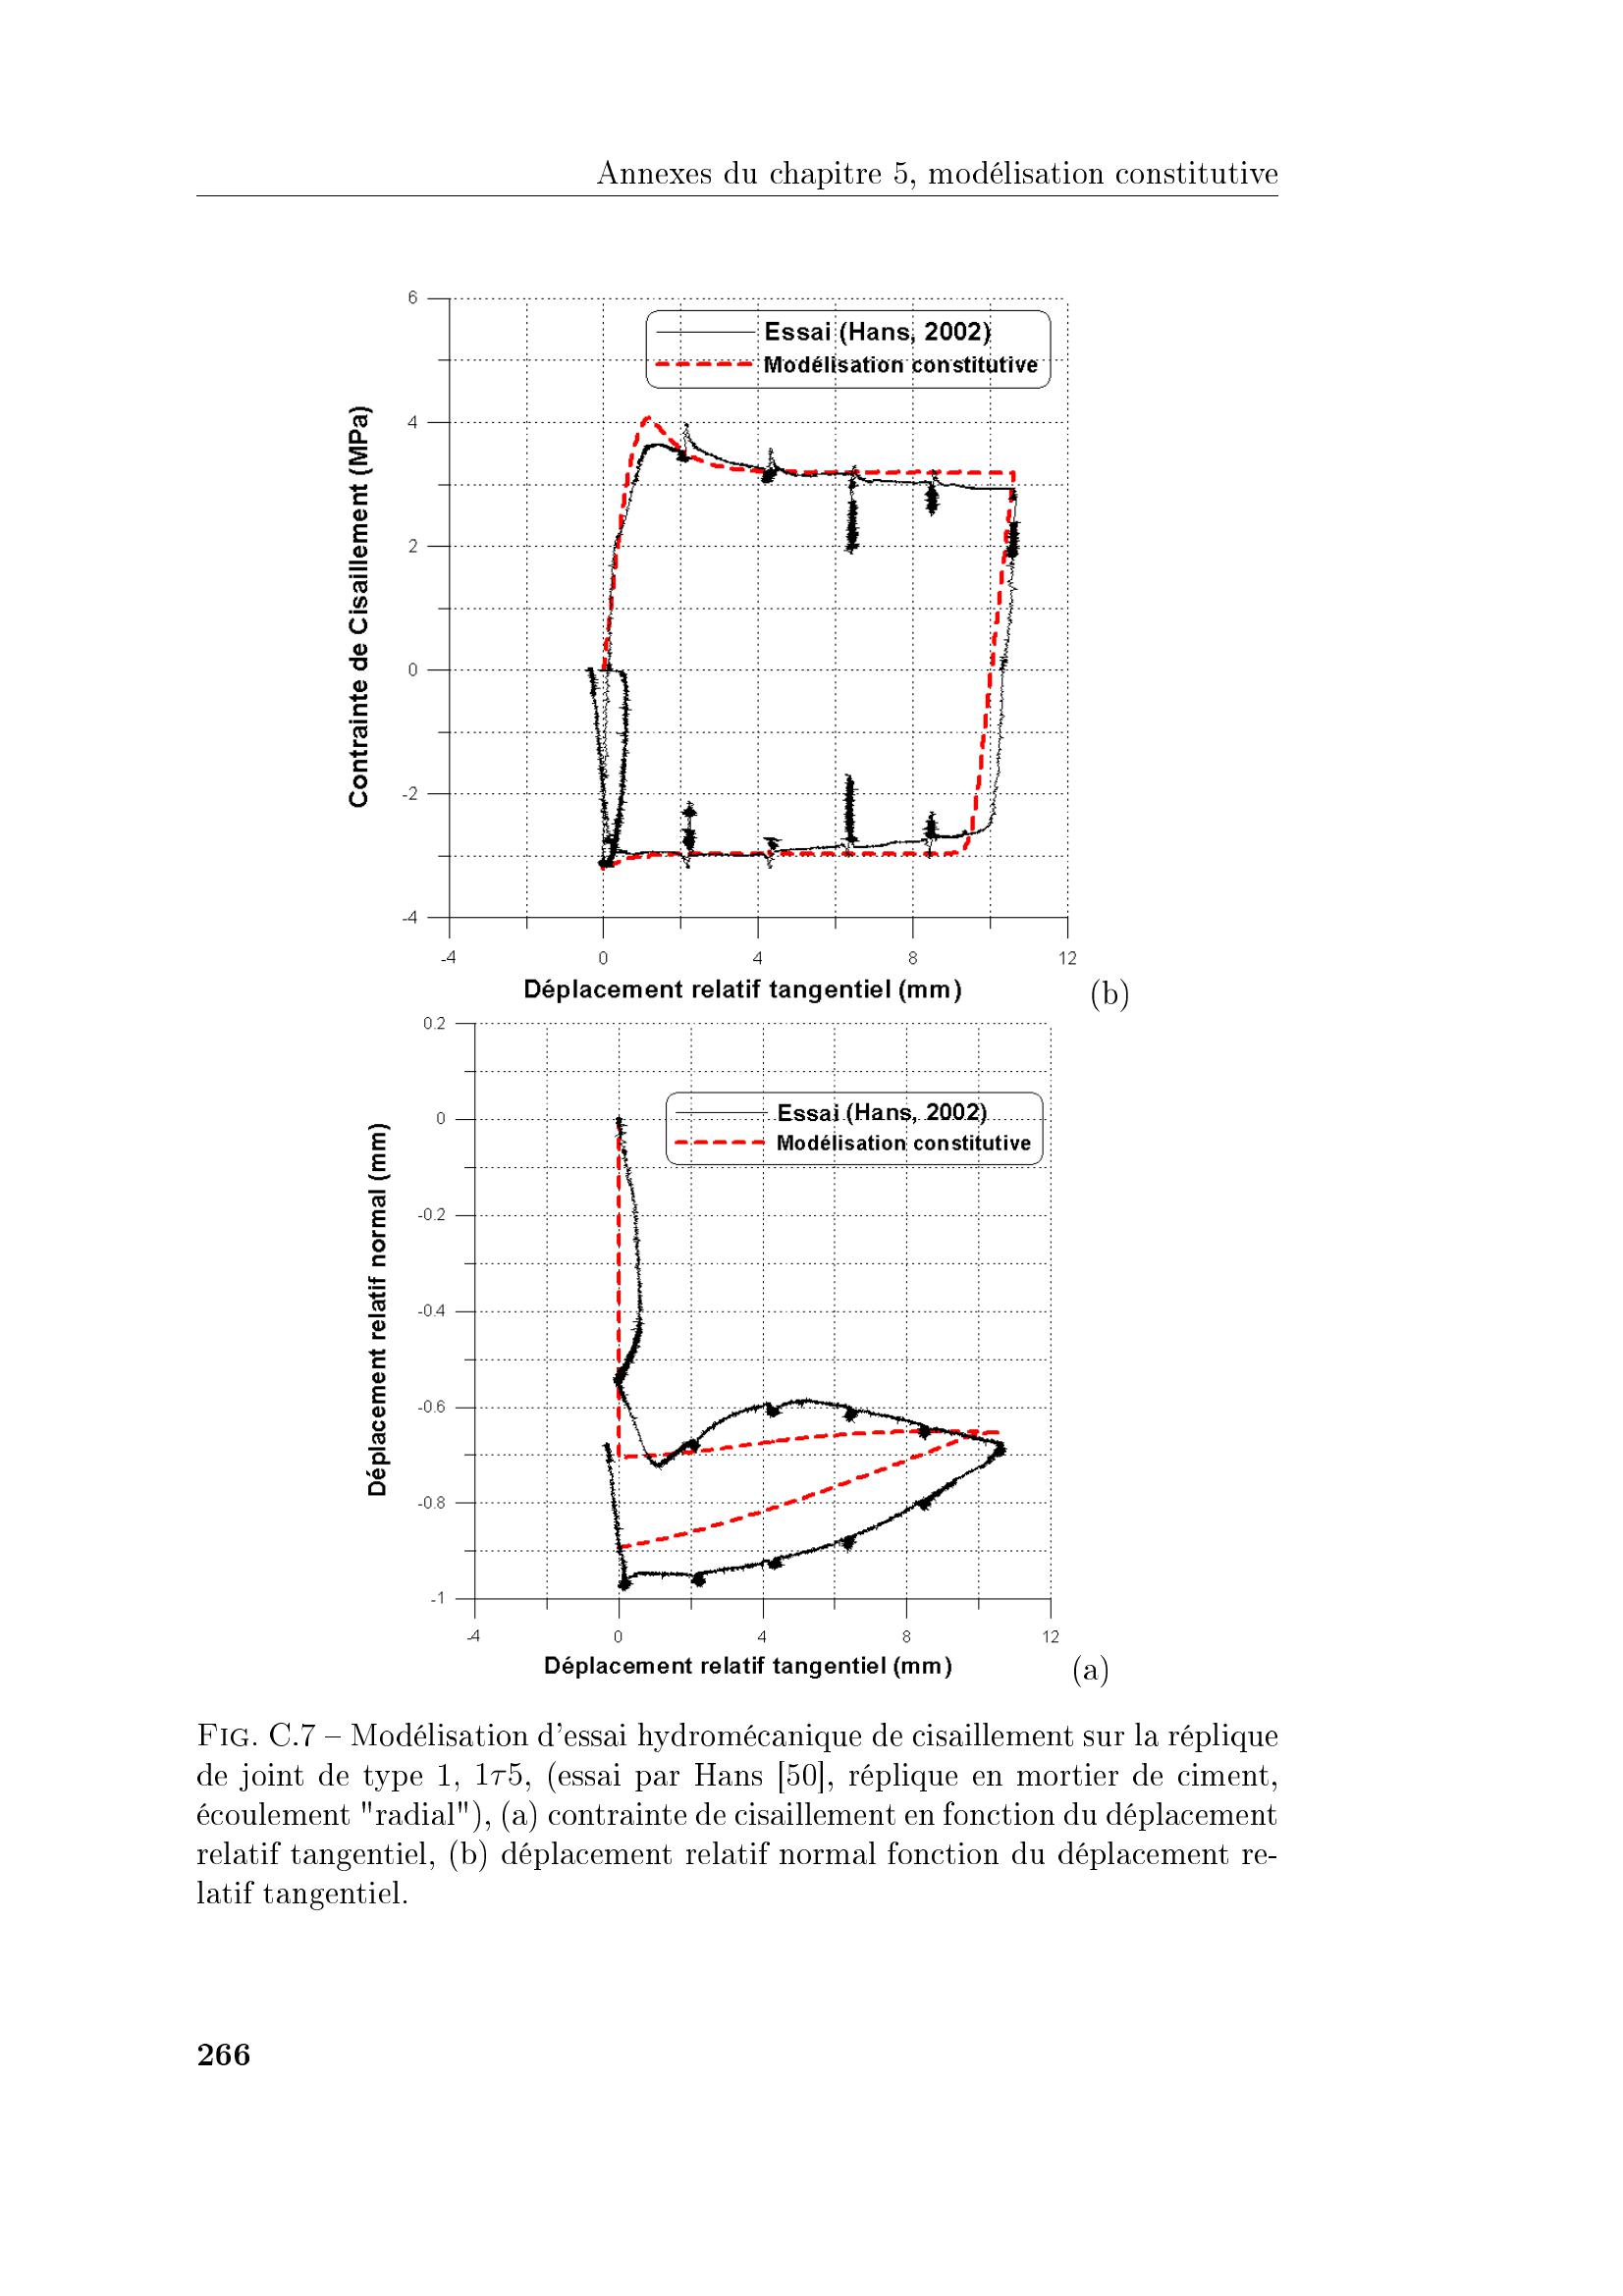 Annexes du chapitre 5, modélisation constitutive
6
Essai (Hans, 2002)
Modélisation constitutive
4
2
0
-2
-4
Contrainte de Cisaillement (MPa)
-4 0 4 8 12
Déplacement relatif tangentiel (mm)
(b)
0.2
Essai (Hans, 2002)
0
Modélisation constitutive
-0.2
-0.4
-0.6
-0.8
-1
Déplacement relatif normal (mm)
-4 0 4 8 12
Déplacement relatif tangentiel (mm)
(a)
FIG. C.7 – Modélisation d'essai hydromécanique de cisaillement sur la réplique
de joint de type 1, 1τ5, (essai par Hans [50], réplique en mortier de ciment,
écoulement "radial"), (a) contrainte de cisaillement en fonction du déplacement
relatif tangentiel, (b) déplacement relatif normal fonction du déplacement re-
latif tangentiel.
266